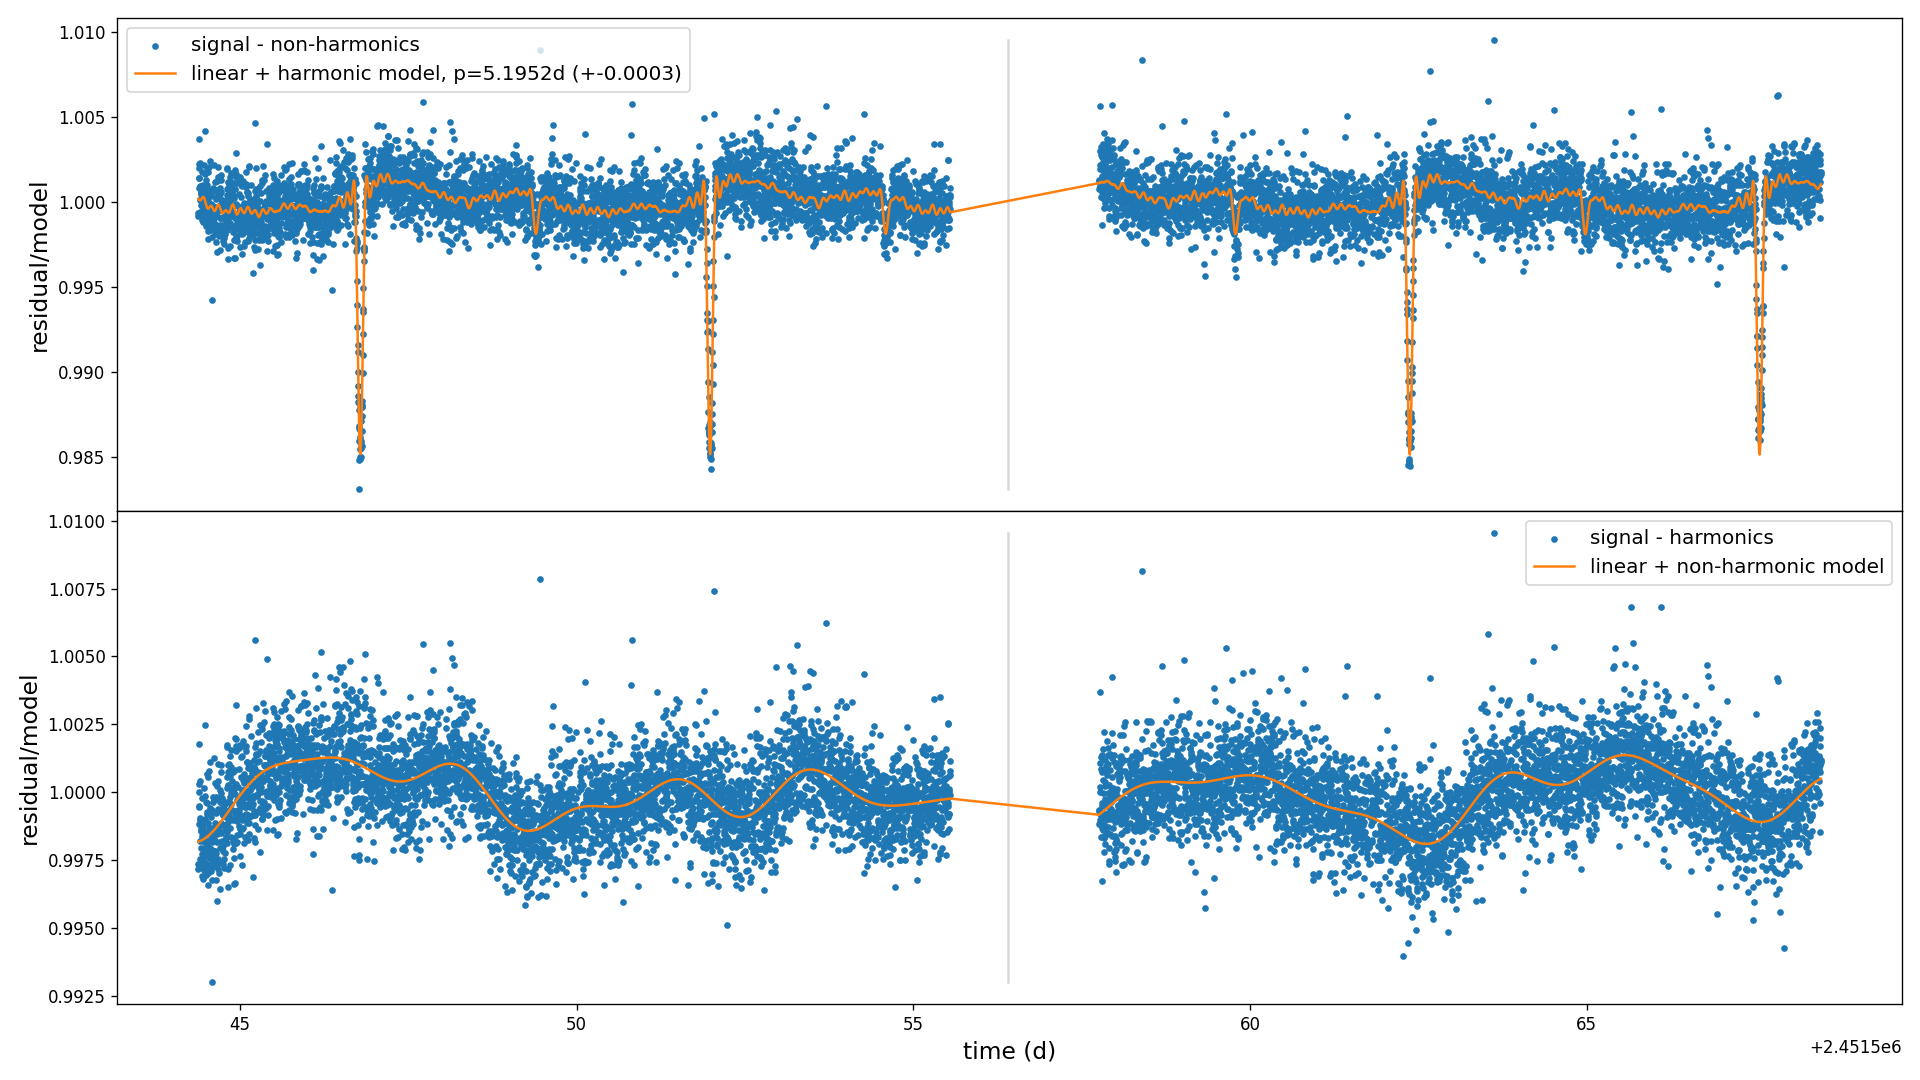 signal - non-harmonics
linear + harmonic model, p=5.1952d (+-0.0003)
residual/model
1.010
1.005
1.000
0.995
0.990
0.985
signal - harmonics
linear + non-harmonic model
residual/model
1.0100
1.0075
1.0050
1.0025
1.0000
0.9975
0.9950
0.9925
45
50
55
60
65
time (d)
+2.4515e6